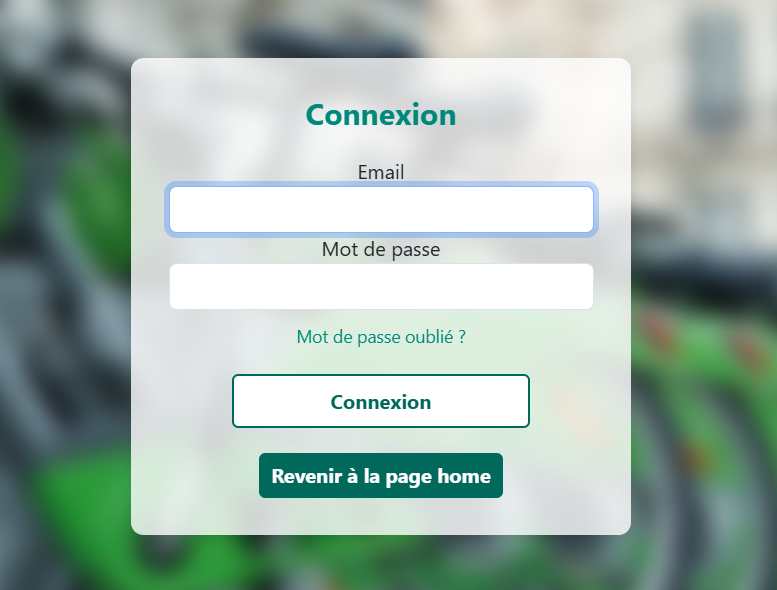 Connexion
Email
Mot de passe
Mot de passe oublié ?
Connexion
Revenir à la page home